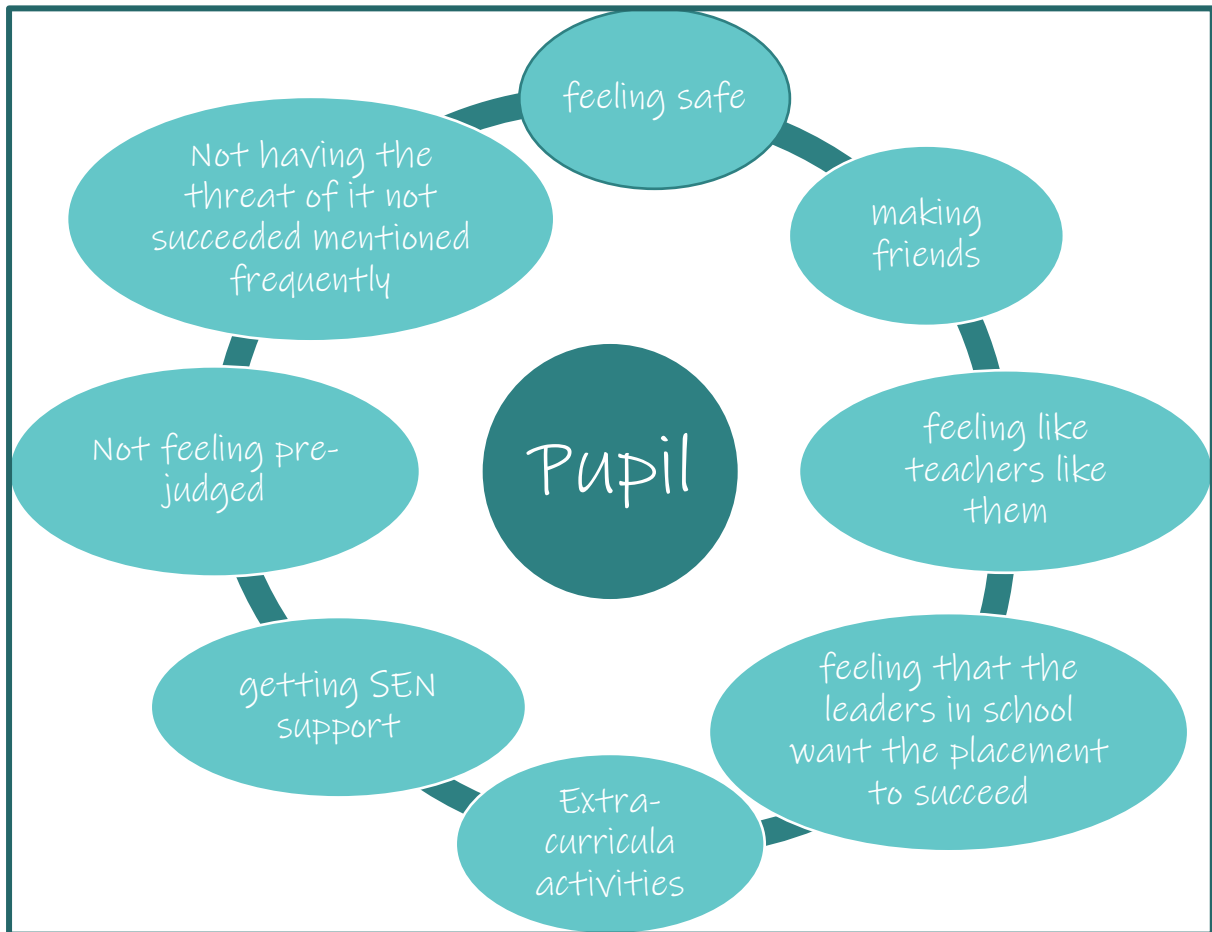 feeling safe
making
friends
feeling like
teachers like
them
feeling that the
leaders in school
want the placement
to succeed
Extra-
curricula
activities
getting SEN
support
Not feeling pre-
judged
Not having the
threat of it not
succeeded mentioned
frequently
Pupil